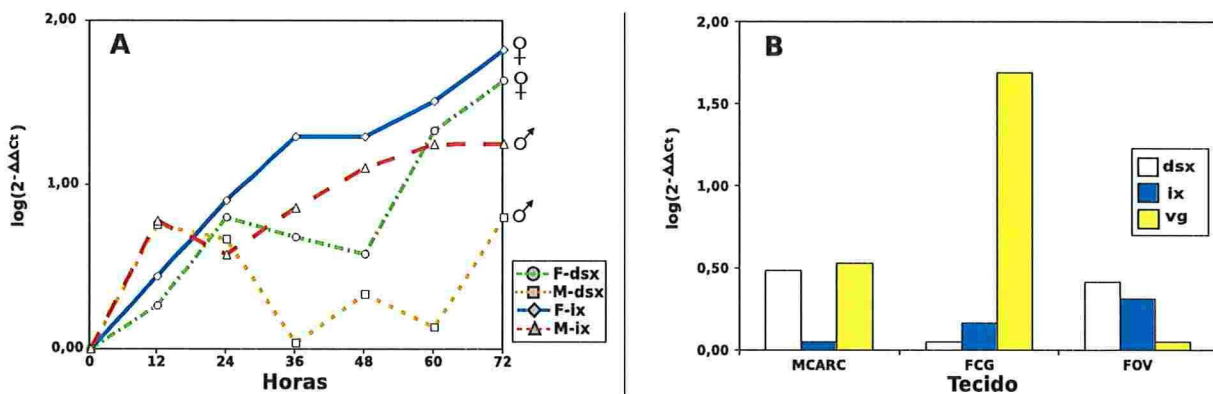 A
log(2-ΔΔCt)
2,00
1,00
0,00
0 12 24 36 48 60 72
Horas
♀
♀
♂
♂
F-dsx
M-dsx
F-ix
M-ix
B
log(2-ΔΔCt)
2,00
1,50
1,00
0,50
0,00
MCARC FCG FOV
Tecido
dsx
ix
vg